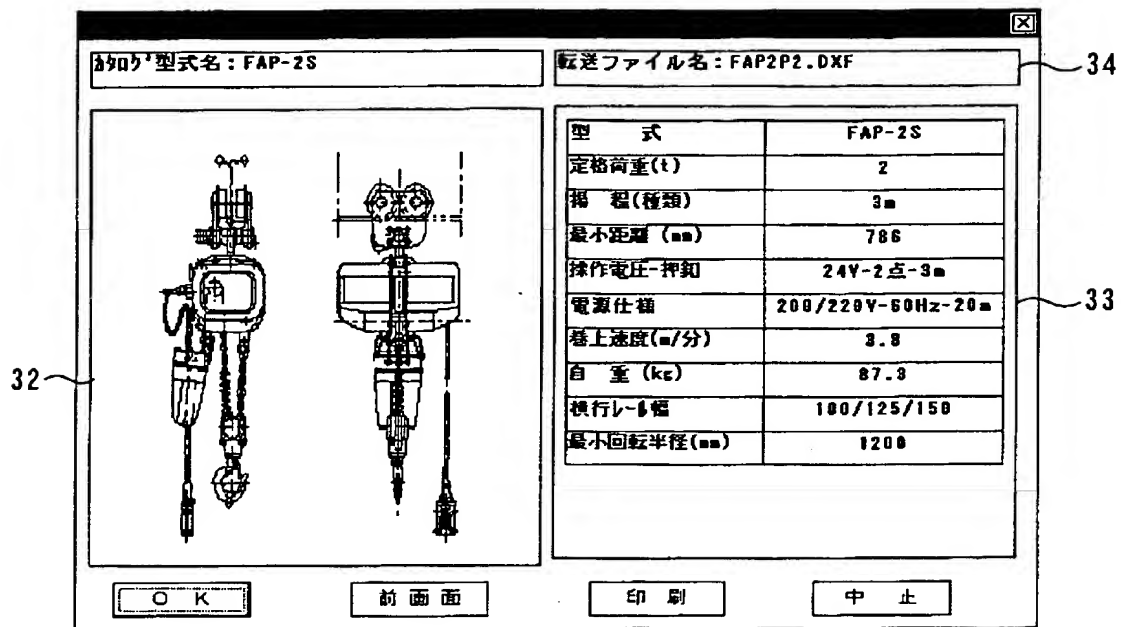 ｶﾀﾛｸﾞ型式名：FAP-2S
転送ファイル名：FAP2P2.DXF
34
型 式 FAP-2S
定格荷重(t) 2
揚 程(種類) 3m
最小距離 (mm) 786
操作電圧-押釦 24V-2点-3m
電源仕様 200/220V-60Hz-20m
33
巻上速度(m/分) 3.8
32
自 重 (kg) 87.3
横行ﾚｰﾙ幅 100/125/150
最小回転半径(mm) 1200
OK
前画面
印刷
中止